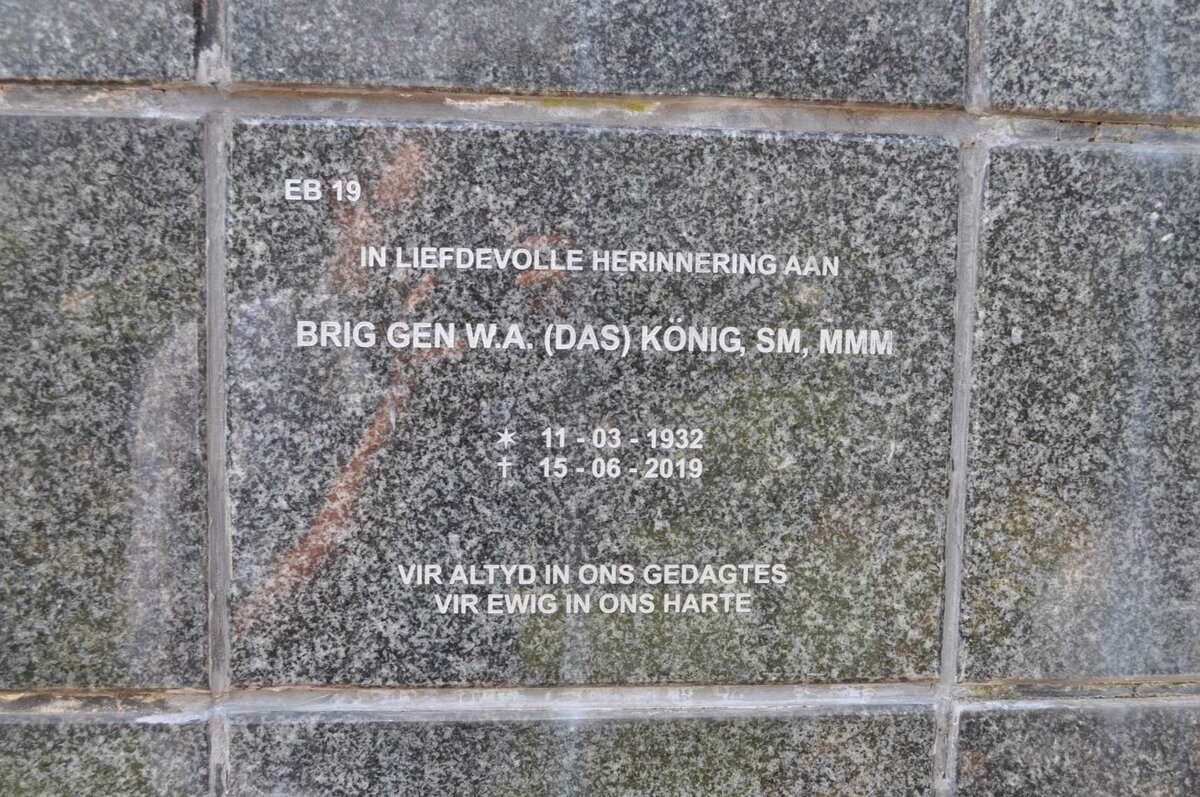 EB 19
IN LIEFDEVOLLE HERINNERING AAN
BRIG GEN W.A. (DAS) KÖNIG, SM, MMM
✶ 11 - 03 - 1932
† 15 - 06 - 2019
VIR ALTYD IN ONS GEDAGTES
VIR EWIG IN ONS HARTE